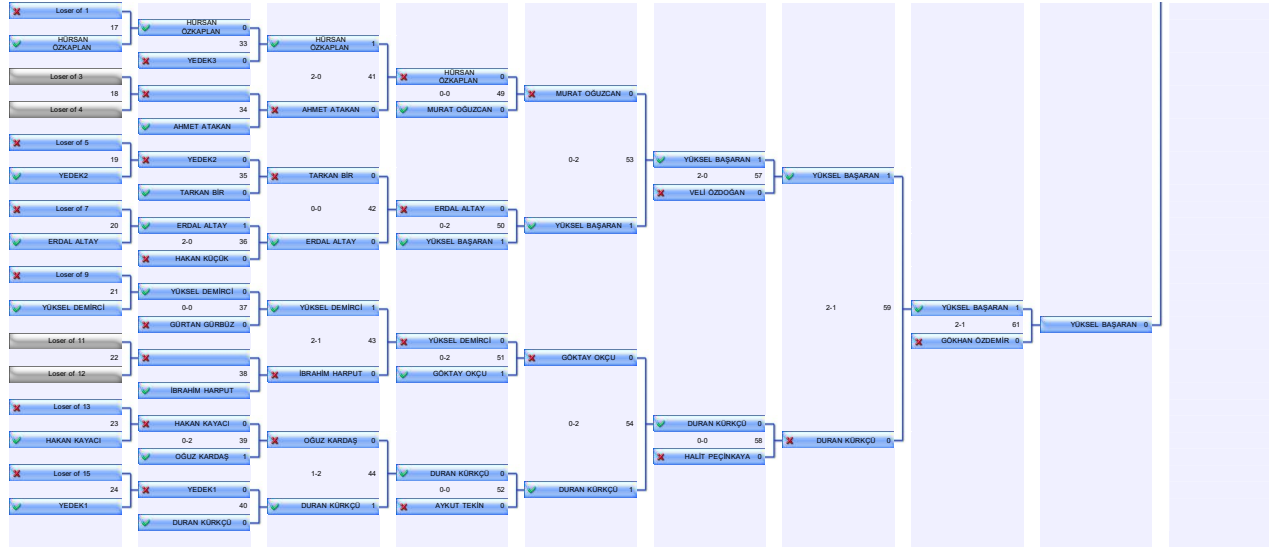 Loser of 1
17
HÜRSAN
ÖZKAPLAN
Loser of 3
18
Loser of 4
Loser of 5
19
YEDEK2
Loser of 7
20
ERDAL ALTAY
Loser of 9
21
YÜKSEL DEMİRCİ
Loser of 11
22
Loser of 12
Loser of 13
23
HAKAN KAYACI
Loser of 15
24
YEDEK1
HÜRSAN
ÖZKAPLAN 0
33
YEDEK3 0
34
AHMET ATAKAN
YEDEK2 0
35
TARKAN BİR 0
ERDAL ALTAY 1
2-0 36
HAKAN KÜÇÜK 0
YÜKSEL DEMİRCİ 0
0-0 37
GÜRTAN GÜRBÜZ 0
38
İBRAHİM HARPUT
HAKAN KAYACI 0
0-2 39
OĞUZ KARDAŞ 1
YEDEK1 0
40
DURAN KÜRKÇÜ 0
HÜRSAN
ÖZKAPLAN 1
2-0 41
AHMET ATAKAN 0
TARKAN BİR 0
0-0 42
ERDAL ALTAY 0
YÜKSEL DEMİRCİ 1
2-1 43
İBRAHİM HARPUT 0
OĞUZ KARDAŞ 0
1-2 44
DURAN KÜRKÇÜ 1
HÜRSAN
ÖZKAPLAN 0
0-0 49
MURAT OĞUZCAN 0
ERDAL ALTAY 0
0-2 50
YÜKSEL BAŞARAN 1
YÜKSEL DEMİRCİ 0
0-2 51
GÖKTAY OKÇU 1
DURAN KÜRKÇÜ 0
0-0 52
AYKUT TEKİN 0
MURAT OĞUZCAN 0
0-2 53
YÜKSEL BAŞARAN 1
GÖKTAY OKÇU 0
0-2 54
DURAN KÜRKÇÜ 1
YÜKSEL BAŞARAN 1
2-0 57
VELİ ÖZDOĞAN 0
DURAN KÜRKÇÜ 0
0-0 58
HALİT PEÇİNKAYA 0
YÜKSEL BAŞARAN 1
2-1 59
DURAN KÜRKÇÜ 0
YÜKSEL BAŞARAN 1
2-1 61
GÖKHAN ÖZDEMİR 0
YÜKSEL BAŞARAN 0